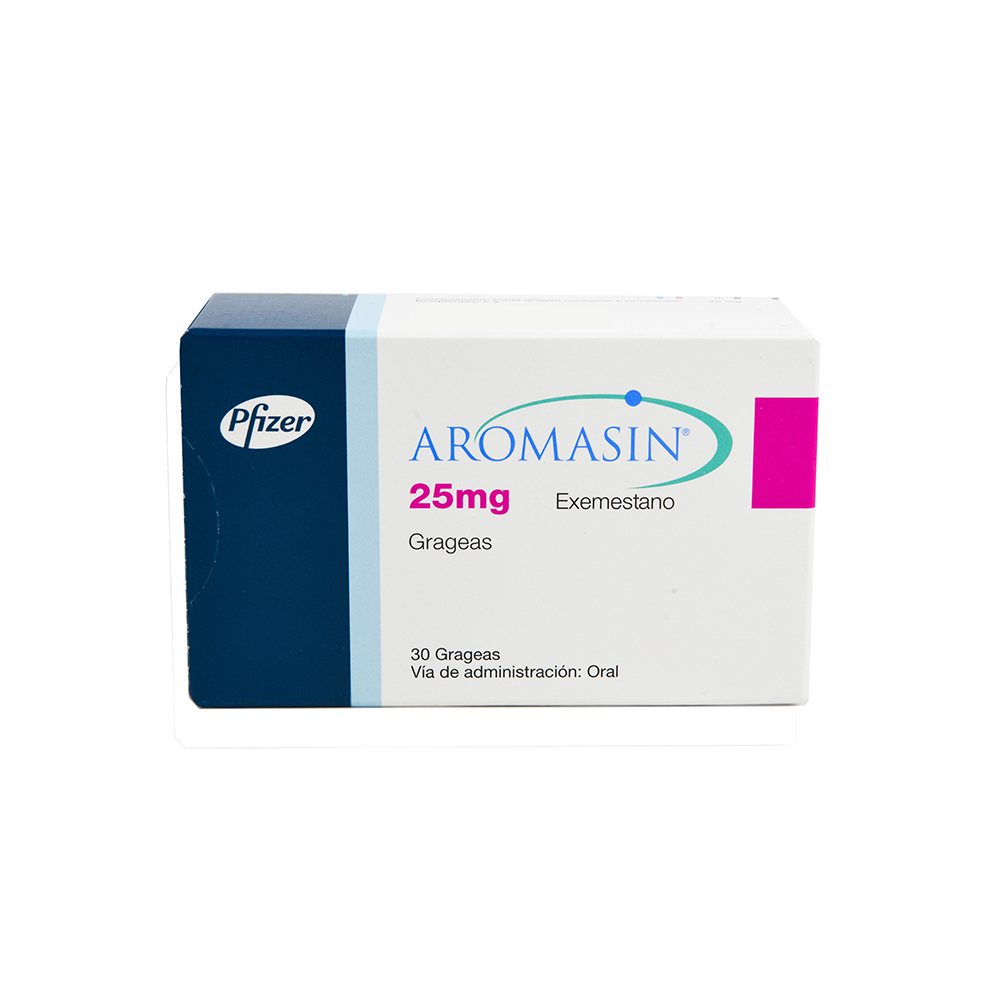 Pfizer
AROMASIN®
25mg Exemestano
Grageas
30 Grageas
Vía de administración: Oral